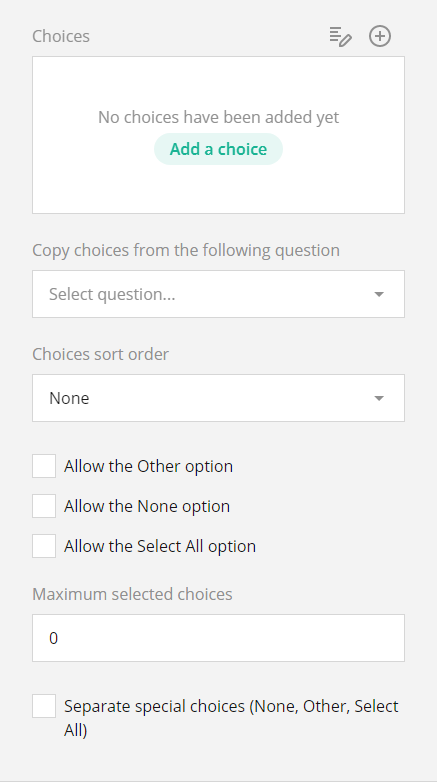 Choices
No choices have been added yet
Add a choice
Copy choices from the following question
Select question...
Choices sort order
None
Allow the Other option
Allow the None option
Allow the Select All option
Maximum selected choices
0
Separate special choices (None, Other, Select
All)